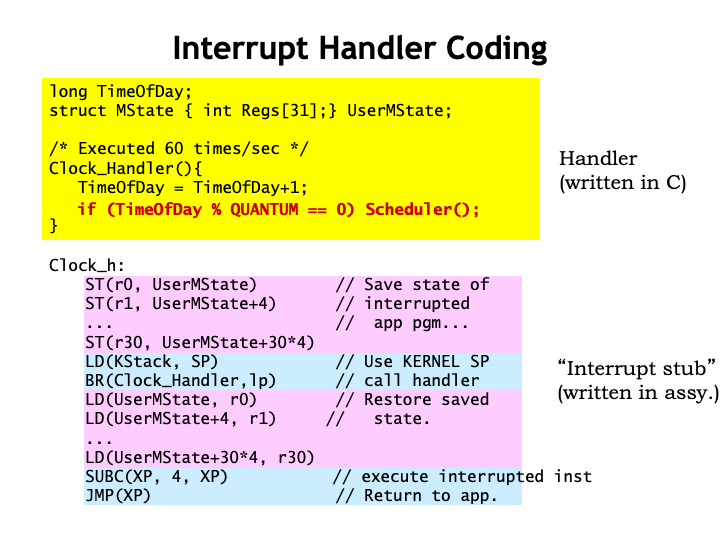 Interrupt Handler Coding
long TimeOfDay;
struct MState { int Regs[31];} UserMState;
/* Executed 60 times/sec */
Clock_Handler(){
TimeOfDay = TimeOfDay+1;
if (TimeOfDay % QUANTUM == 0) Scheduler();
}
Handler
(written in C)
Clock_h:
ST(r0, UserMState) // Save state of
ST(r1, UserMState+4) // interrupted
... // app pgm...
ST(r30, UserMState+30*4)
LD(KStack, SP) // Use KERNEL SP
BR(Clock_Handler,lp) // call handler
LD(UserMState, r0) // Restore saved
LD(UserMState+4, r1) // state.
...
LD(UserMState+30*4, r30)
SUBC(XP, 4, XP) // execute interrupted inst
JMP(XP) // Return to app.
“Interrupt stub”
(written in assy.)